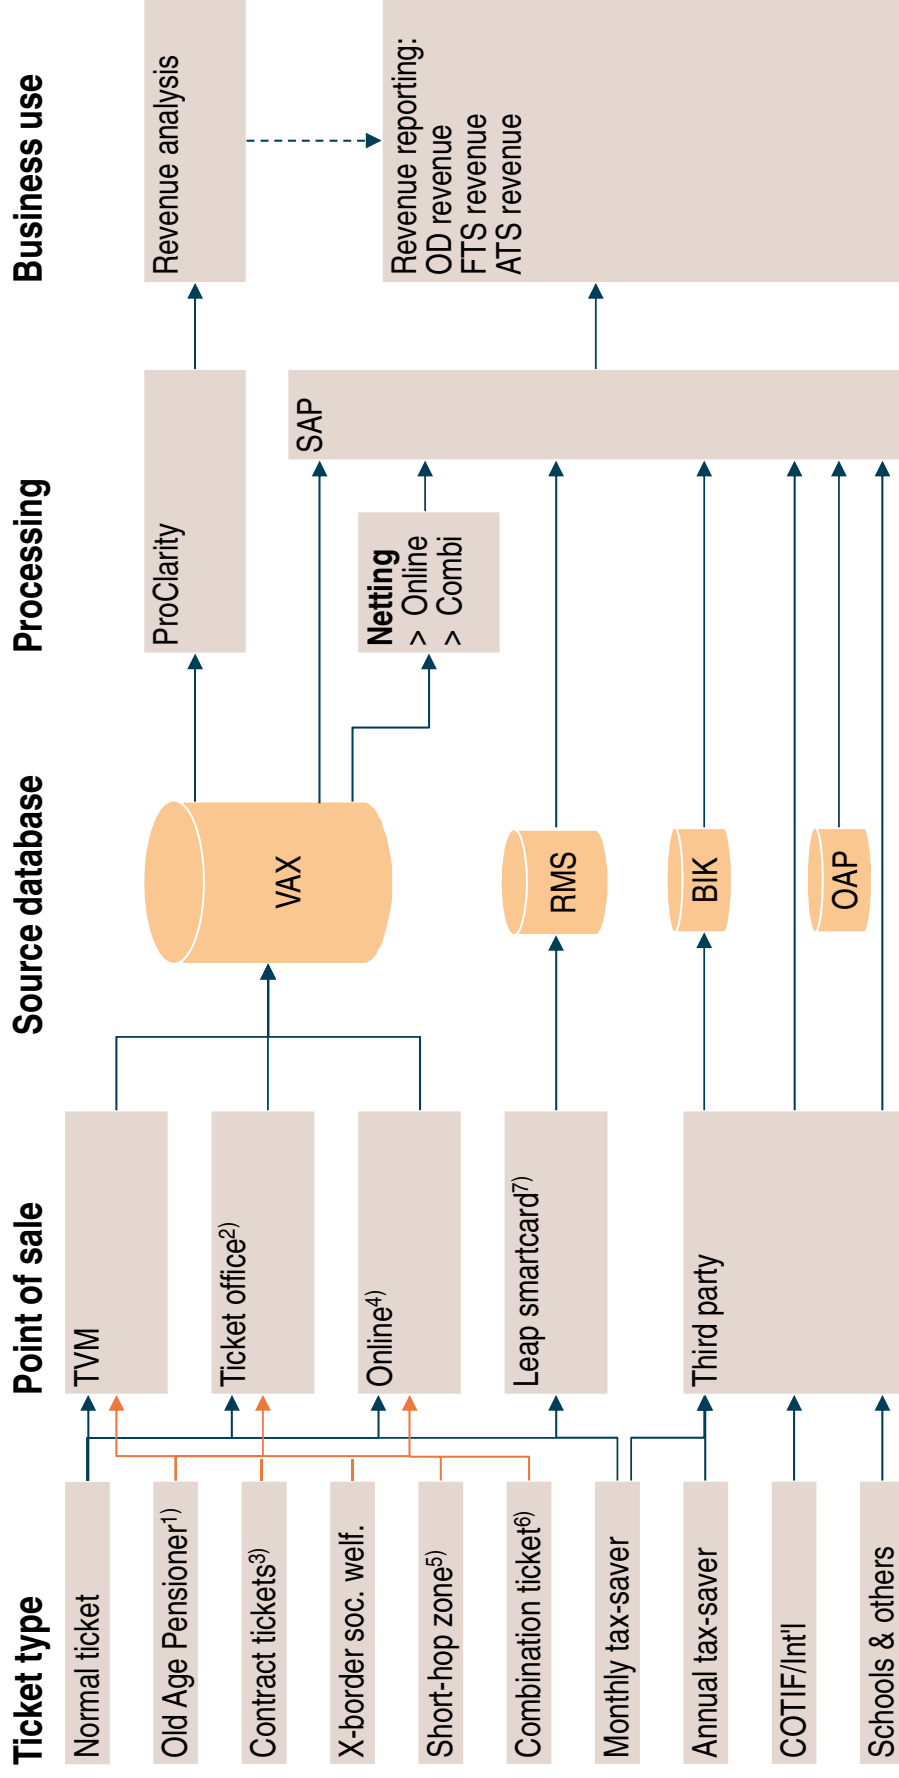 Ticket type
Point of sale
Source database
Processing
Business use
Normal ticket
Old Age Pensioner1)
Contract tickets3)
X-border soc. welf.
Short-hop zone5)
Combination ticket6)
Monthly tax-saver
Annual tax-saver
COTIF/Int'l
Schools & others
TVM
Ticket office2)
Online4)
Leap smartcard7)
Third party
VAX
RMS
BIK
OAP
ProClarity
Netting
> Online
> Combi
SAP
Revenue analysis
Revenue reporting:
OD revenue
FTS revenue
ATS revenue